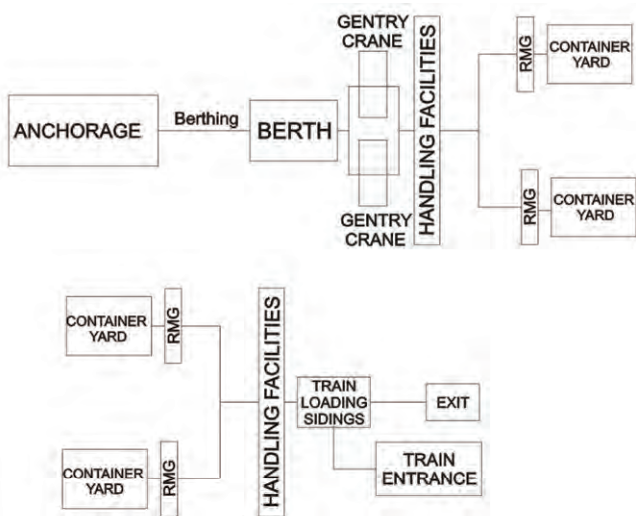 GENTRY
CRANE
HANDLING FACILITIES
RMG
CONTAINER
YARD
ANCHORAGE
Berthing
BERTH
GENTRY
CRANE
RMG
CONTAINER
YARD
CONTAINER
YARD
RMG
HANDLING FACILITIES
TRAIN
LOADING
SIDINGS
EXIT
CONTAINER
YARD
RMG
TRAIN
ENTRANCE